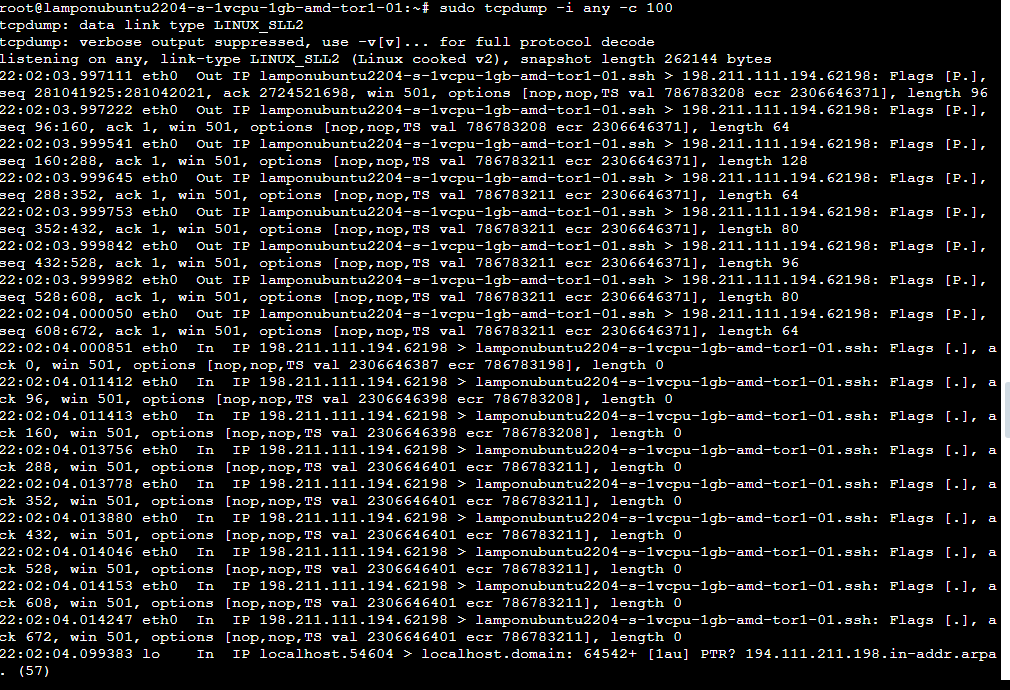 root@lamponubuntu2204-s-1vcpu-1gb-amd-tor1-01:~# sudo tcpdump -i any -c 100
tcpdump: data link type LINUX_SLL2
tcpdump: verbose output suppressed, use -v[v]... for full protocol decode
listening on any, link-type LINUX_SLL2 (Linux cooked v2), snapshot length 262144 bytes
22:02:03.997111 eth0  Out IP lamponubuntu2204-s-1vcpu-1gb-amd-tor1-01.ssh > 198.211.111.194.62198: Flags [P.],
seq 281041925:281042021, ack 2724521698, win 501, options [nop,nop,TS val 786783208 ecr 2306646371], length 96
22:02:03.997222 eth0  Out IP lamponubuntu2204-s-1vcpu-1gb-amd-tor1-01.ssh > 198.211.111.194.62198: Flags [P.],
seq 96:160, ack 1, win 501, options [nop,nop,TS val 786783208 ecr 2306646371], length 64
22:02:03.999541 eth0  Out IP lamponubuntu2204-s-1vcpu-1gb-amd-tor1-01.ssh > 198.211.111.194.62198: Flags [P.],
seq 160:288, ack 1, win 501, options [nop,nop,TS val 786783211 ecr 2306646371], length 128
22:02:03.999645 eth0  Out IP lamponubuntu2204-s-1vcpu-1gb-amd-tor1-01.ssh > 198.211.111.194.62198: Flags [P.],
seq 288:352, ack 1, win 501, options [nop,nop,TS val 786783211 ecr 2306646371], length 64
22:02:03.999753 eth0  Out IP lamponubuntu2204-s-1vcpu-1gb-amd-tor1-01.ssh > 198.211.111.194.62198: Flags [P.],
seq 352:432, ack 1, win 501, options [nop,nop,TS val 786783211 ecr 2306646371], length 80
22:02:03.999842 eth0  Out IP lamponubuntu2204-s-1vcpu-1gb-amd-tor1-01.ssh > 198.211.111.194.62198: Flags [P.],
seq 432:528, ack 1, win 501, options [nop,nop,TS val 786783211 ecr 2306646371], length 96
22:02:03.999982 eth0  Out IP lamponubuntu2204-s-1vcpu-1gb-amd-tor1-01.ssh > 198.211.111.194.62198: Flags [P.],
seq 528:608, ack 1, win 501, options [nop,nop,TS val 786783211 ecr 2306646371], length 80
22:02:04.000050 eth0  Out IP lamponubuntu2204-s-1vcpu-1gb-amd-tor1-01.ssh > 198.211.111.194.62198: Flags [P.],
seq 608:672, ack 1, win 501, options [nop,nop,TS val 786783211 ecr 2306646371], length 64
22:02:04.000851 eth0  In  IP 198.211.111.194.62198 > lamponubuntu2204-s-1vcpu-1gb-amd-tor1-01.ssh: Flags [.], a
ck 0, win 501, options [nop,nop,TS val 2306646387 ecr 786783198], length 0
22:02:04.011412 eth0  In  IP 198.211.111.194.62198 > lamponubuntu2204-s-1vcpu-1gb-amd-tor1-01.ssh: Flags [.], a
ck 96, win 501, options [nop,nop,TS val 2306646398 ecr 786783208], length 0
22:02:04.011413 eth0  In  IP 198.211.111.194.62198 > lamponubuntu2204-s-1vcpu-1gb-amd-tor1-01.ssh: Flags [.], a
ck 160, win 501, options [nop,nop,TS val 2306646398 ecr 786783208], length 0
22:02:04.013756 eth0  In  IP 198.211.111.194.62198 > lamponubuntu2204-s-1vcpu-1gb-amd-tor1-01.ssh: Flags [.], a
ck 288, win 501, options [nop,nop,TS val 2306646401 ecr 786783211], length 0
22:02:04.013778 eth0  In  IP 198.211.111.194.62198 > lamponubuntu2204-s-1vcpu-1gb-amd-tor1-01.ssh: Flags [.], a
ck 352, win 501, options [nop,nop,TS val 2306646401 ecr 786783211], length 0
22:02:04.013880 eth0  In  IP 198.211.111.194.62198 > lamponubuntu2204-s-1vcpu-1gb-amd-tor1-01.ssh: Flags [.], a
ck 432, win 501, options [nop,nop,TS val 2306646401 ecr 786783211], length 0
22:02:04.014046 eth0  In  IP 198.211.111.194.62198 > lamponubuntu2204-s-1vcpu-1gb-amd-tor1-01.ssh: Flags [.], a
ck 528, win 501, options [nop,nop,TS val 2306646401 ecr 786783211], length 0
22:02:04.014153 eth0  In  IP 198.211.111.194.62198 > lamponubuntu2204-s-1vcpu-1gb-amd-tor1-01.ssh: Flags [.], a
ck 608, win 501, options [nop,nop,TS val 2306646401 ecr 786783211], length 0
22:02:04.014247 eth0  In  IP 198.211.111.194.62198 > lamponubuntu2204-s-1vcpu-1gb-amd-tor1-01.ssh: Flags [.], a
ck 672, win 501, options [nop,nop,TS val 2306646401 ecr 786783211], length 0
22:02:04.099383 lo    In  IP localhost.54604 > localhost.domain: 64542+ [1au] PTR? 194.111.211.198.in-addr.arpa
. (57)